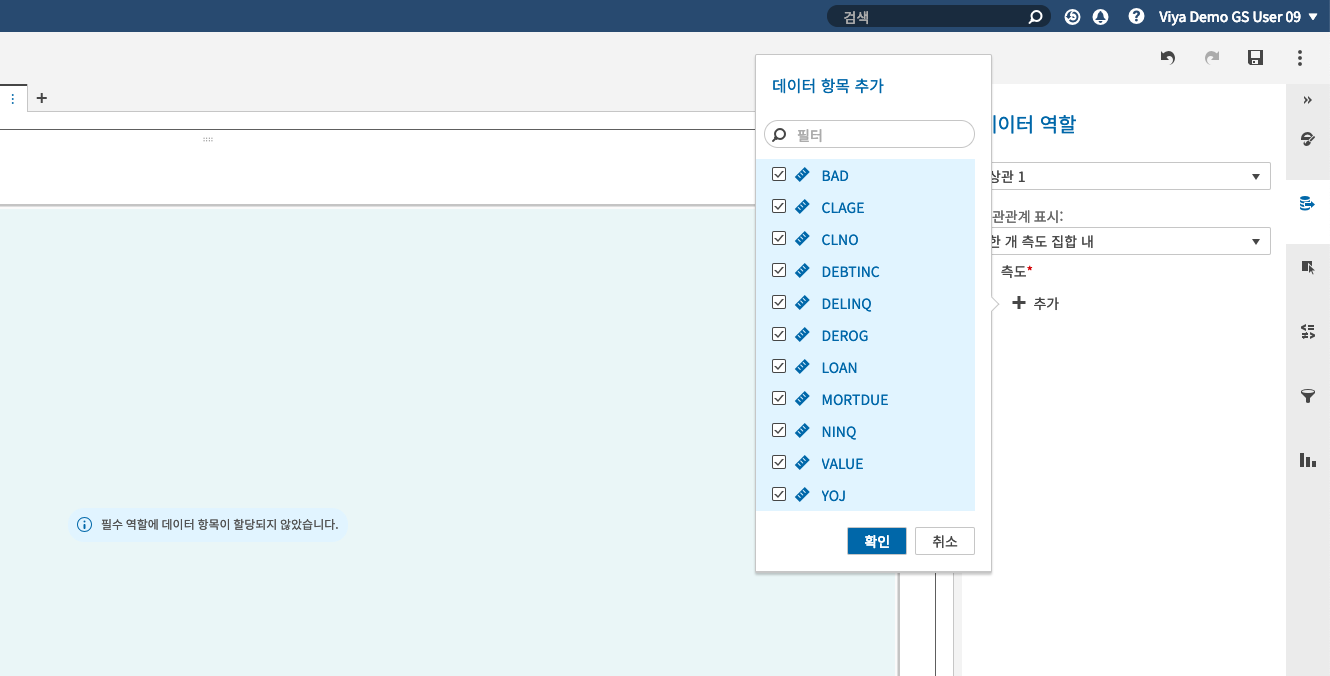 검색
Viya Demo GS User 09
데이터 항목 추가
필터
BAD
CLAGE
CLNO
DEBTINC
DELINQ
DEROG
LOAN
MORTDUE
NINQ
VALUE
YOJ
확인
취소
이터 역할
상관 1
관관계 표시:
한 개 측도 집합 내
측도*
추가
필수 역할에 데이터 항목이 할당되지 않았습니다.